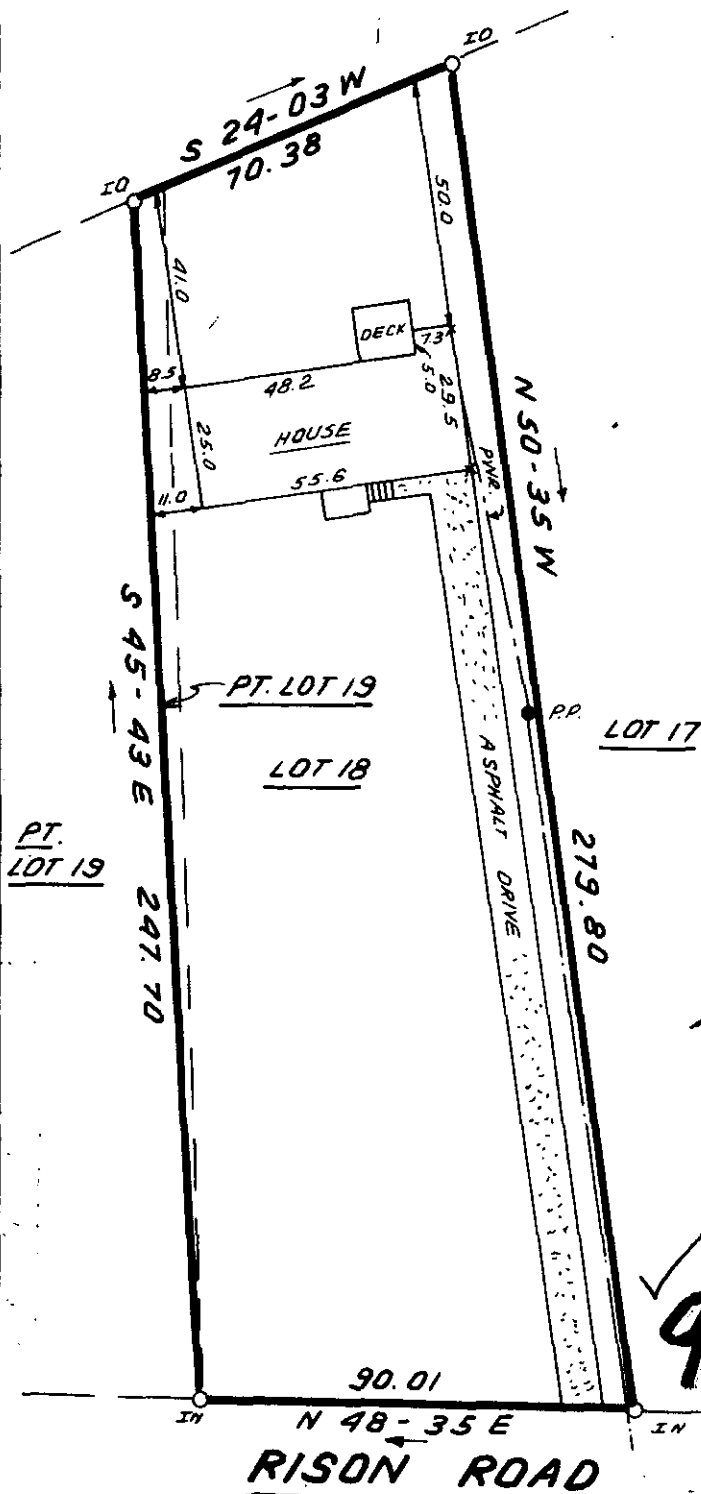 IO
IO
S 24-03 W
70.38
50.0
41.0
DECK
7.3
5.0
8.5
48.2
29.5
25.0
HOUSE
PNR.
N 50-35 W
55.6
11.0
S 45-43 E 247.70
PT. LOT 19
P.P.
LOT 17
LOT 18
ASPHALT DRIVE
PT.
LOT 19
279.80
90.01
IN
N 48-35 E
IN
RISON ROAD